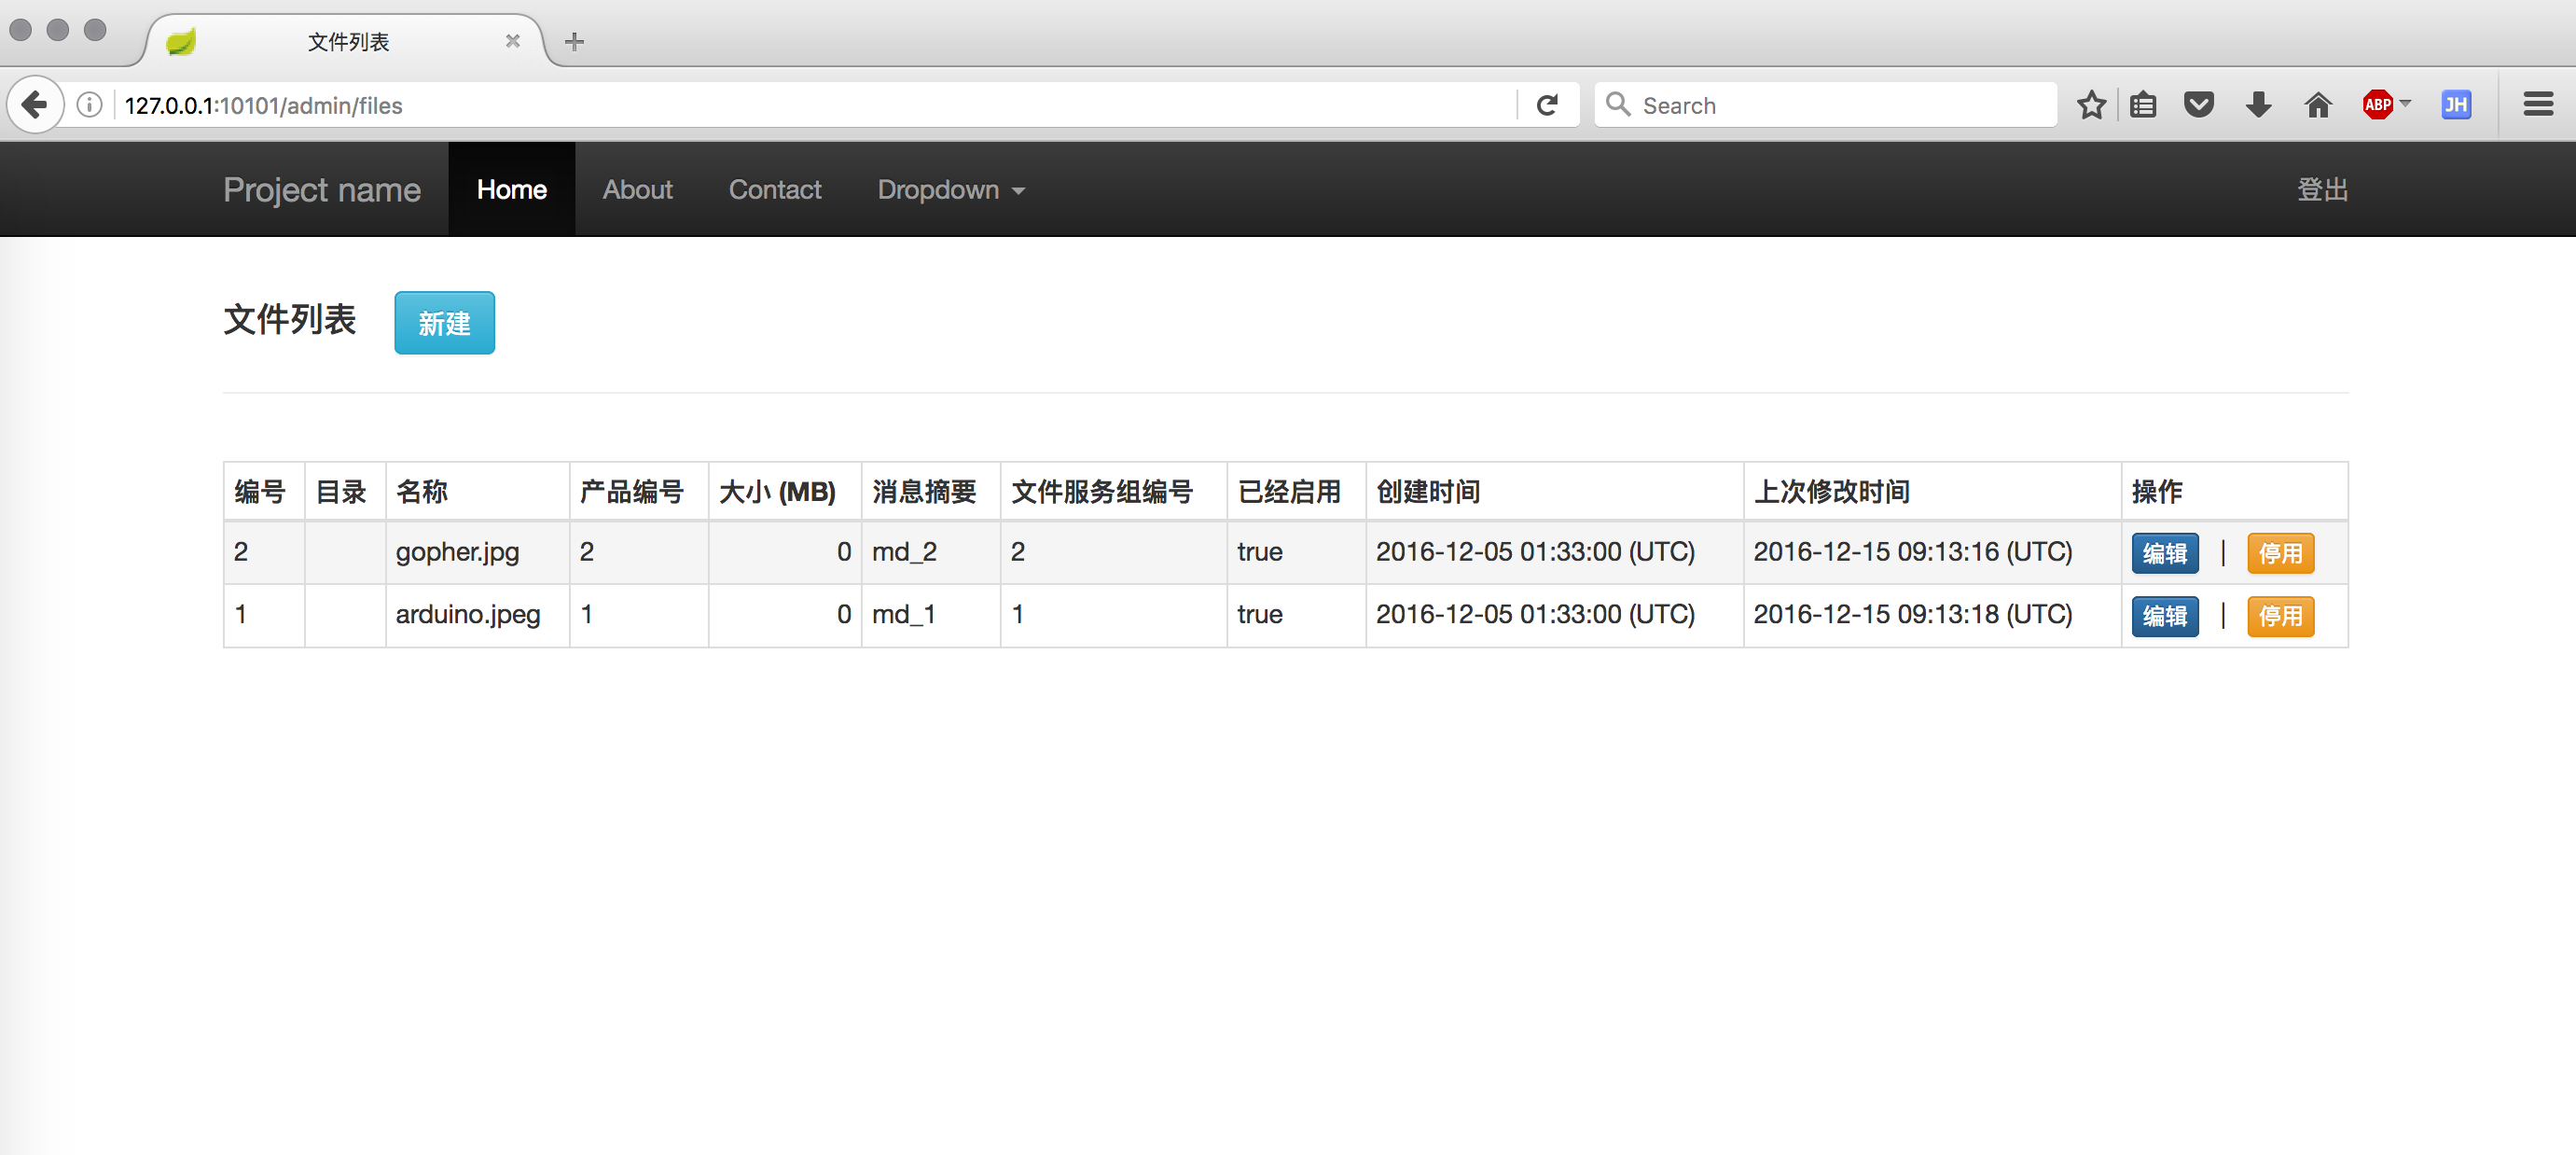 文件列表
127.0.0.1:10101/admin/files
Search
ABP
JH
Project name Home About Contact Dropdown 登出
文件列表 新建
编号 目录 名称 产品编号 大小 (MB) 消息摘要 文件服务组编号 已经启用 创建时间 上次修改时间 操作
2 gopher.jpg 2 0 md_2 2 true 2016-12-05 01:33:00 (UTC) 2016-12-15 09:13:16 (UTC) 编辑 | 停用
1 arduino.jpeg 1 0 md_1 1 true 2016-12-05 01:33:00 (UTC) 2016-12-15 09:13:18 (UTC) 编辑 | 停用